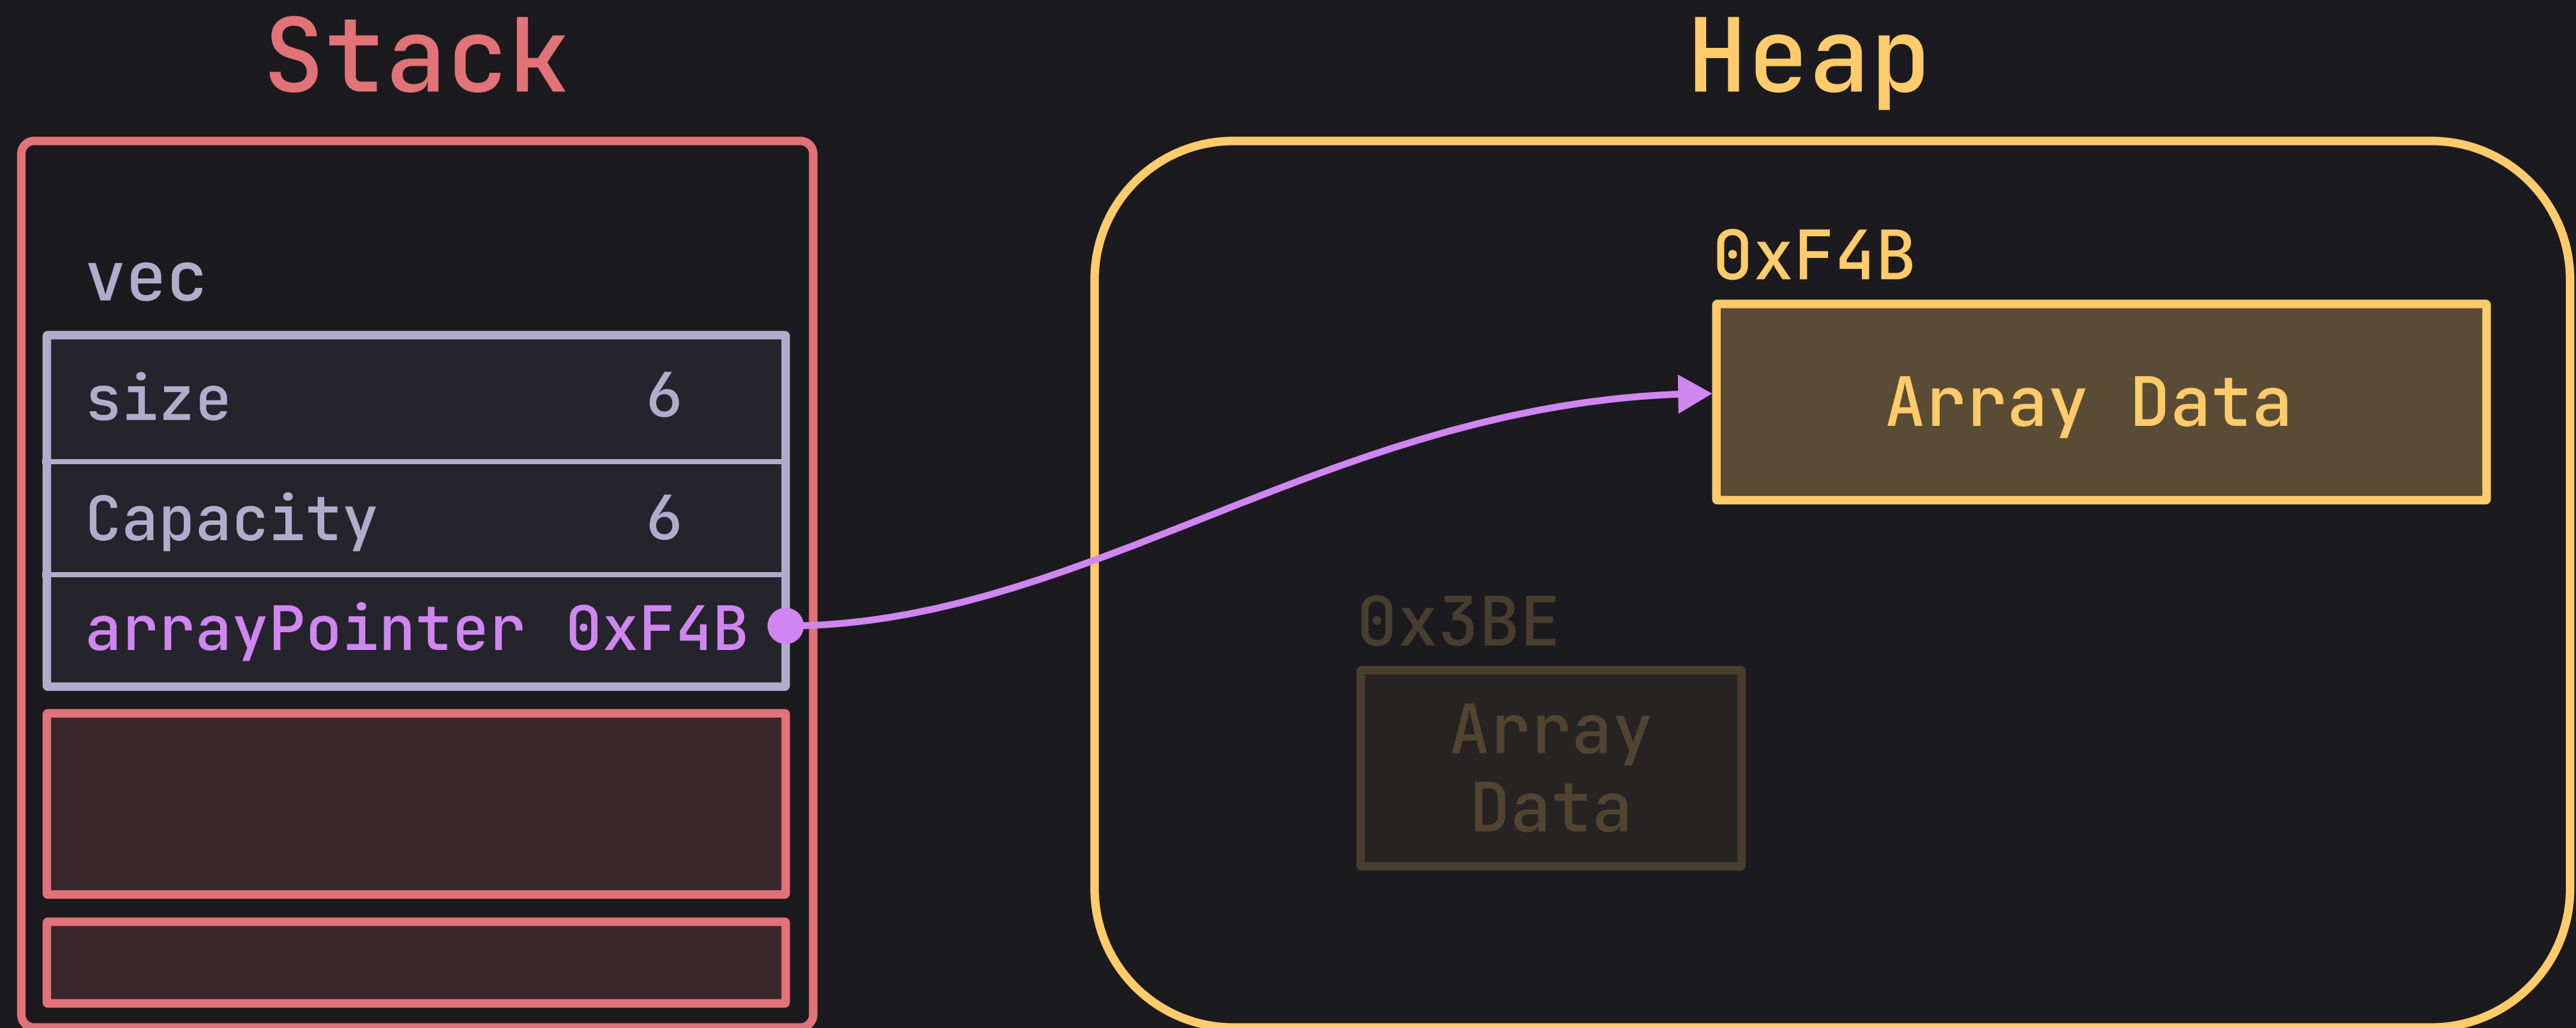 Stack
Heap
vec
size 6
Capacity 6
arrayPointer 0xF4B
0xF4B
Array Data
0x3BE
Array
Data